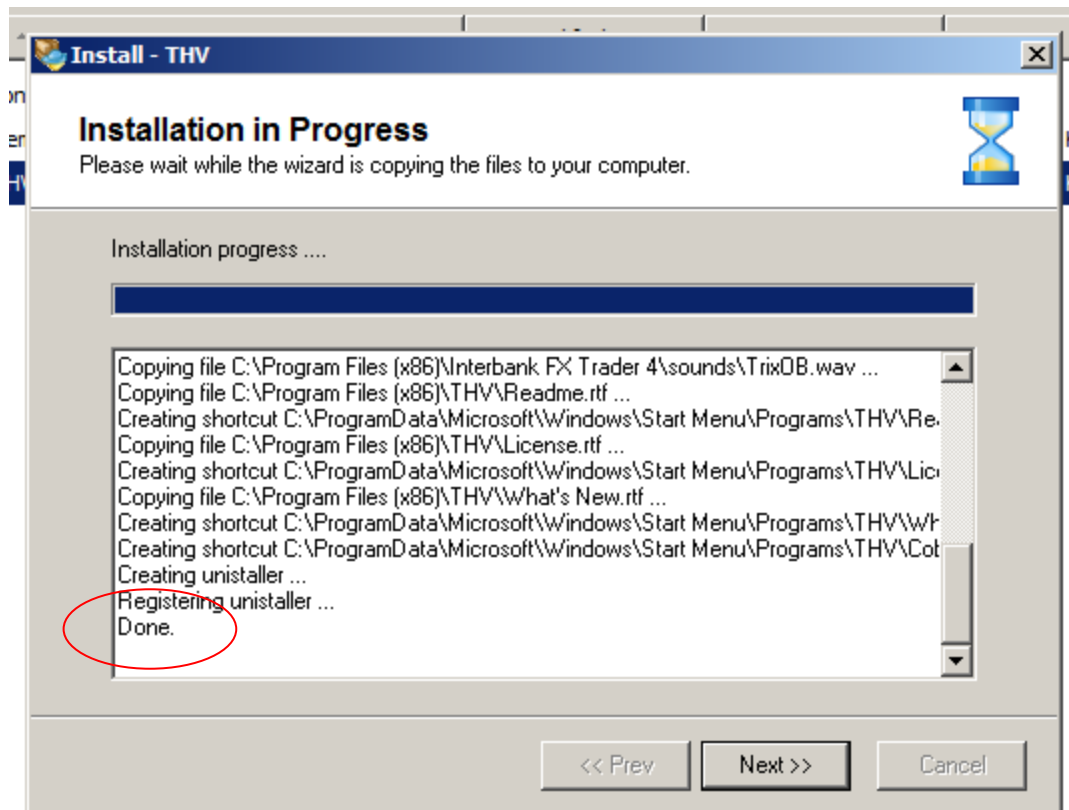 Install - THV
Installation in Progress
Please wait while the wizard is copying the files to your computer.
Installation progress ....
Copying file C:\Program Files (x86)\Interbank FX Trader 4\sounds\TrixOB.wav ...
Copying file C:\Program Files (x86)\THV\Readme.rtf ...
Creating shortcut C:\ProgramData\Microsoft\Windows\Start Menu\Programs\THV\Re
Copying file C:\Program Files (x86)\THV\License.rtf ...
Creating shortcut C:\ProgramData\Microsoft\Windows\Start Menu\Programs\THV\Lic
Copying file C:\Program Files (x86)\THV\What's New.rtf ...
Creating shortcut C:\ProgramData\Microsoft\Windows\Start Menu\Programs\THV\Wh
Creating shortcut C:\ProgramData\Microsoft\Windows\Start Menu\Programs\THV\Cot
Creating unistaller ...
Registering unistaller ...
Done.
<< Prev
Next >>
Cancel